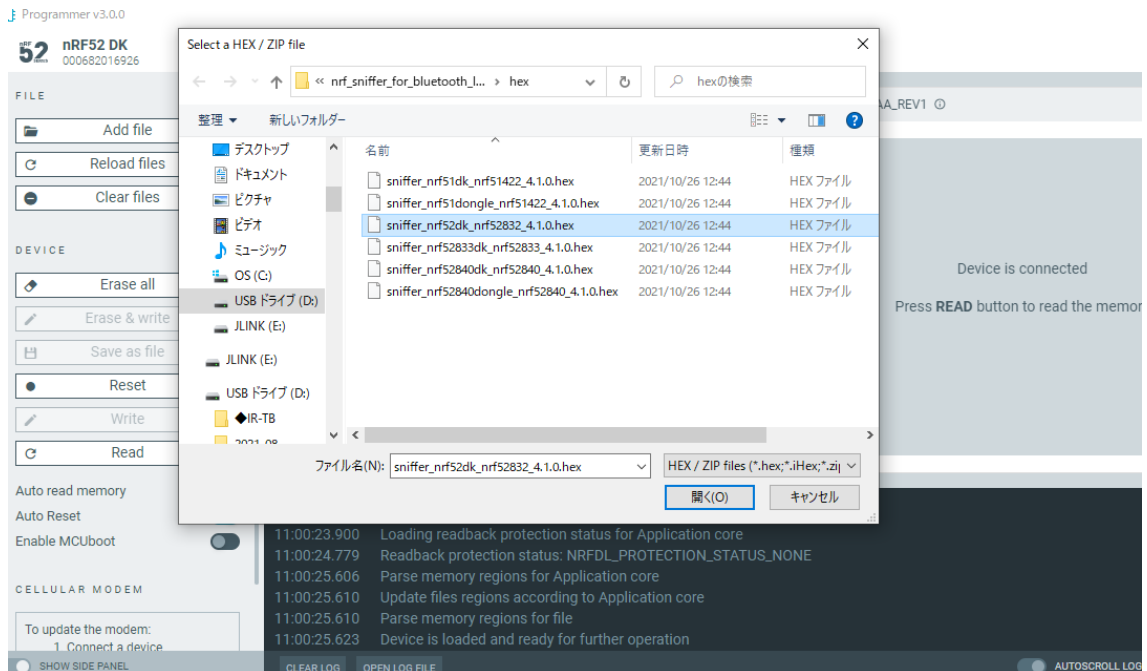 Programmer v3.0.0
nRF
52
nRF52 DK
000682016926
FILE
Add file
Reload files
Clear files
DEVICE
Erase all
Erase & write
Save as file
Reset
Write
Read
Auto read memory
Auto Reset
Enable MCUboot
CELLULAR MODEM
To update the modem:
1. Connect a device
SHOW SIDE PANEL
Select a HEX / ZIP file
« nrf_sniffer_for_bluetooth_l... › hex
hexの検索
整理
新しいフォルダー
デスクトップ
ドキュメント
ピクチャ
ビデオ
ミュージック
OS (C:)
USB ドライブ (D:)
JLINK (E:)
JLINK (E:)
USB ドライブ (D:)
◆IR-TB
2021_08
名前 更新日時 種類
sniffer_nrf51dk_nrf51422_4.1.0.hex 2021/10/26 12:44 HEX ファイル
sniffer_nrf51dongle_nrf51422_4.1.0.hex 2021/10/26 12:44 HEX ファイル
sniffer_nrf52dk_nrf52832_4.1.0.hex 2021/10/26 12:44 HEX ファイル
sniffer_nrf52833dk_nrf52833_4.1.0.hex 2021/10/26 12:44 HEX ファイル
sniffer_nrf52840dk_nrf52840_4.1.0.hex 2021/10/26 12:44 HEX ファイル
sniffer_nrf52840dongle_nrf52840_4.1.0.hex 2021/10/26 12:44 HEX ファイル
ファイル名(N): sniffer_nrf52dk_nrf52832_4.1.0.hex
HEX / ZIP files (*.hex;*.iHex;*.zi
開く(O) キャンセル
AA_REV1
Device is connected
Press READ button to read the memor
11:00:23.900 Loading readback protection status for Application core
11:00:24.779 Readback protection status: NRFDL_PROTECTION_STATUS_NONE
11:00:25.606 Parse memory regions for Application core
11:00:25.610 Update files regions according to Application core
11:00:25.610 Parse memory regions for file
11:00:25.623 Device is loaded and ready for further operation
CLEAR LOG OPEN LOG FILE AUTOSCROLL LOG